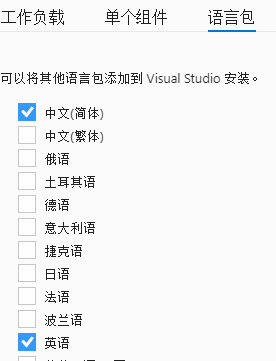 工作负载 单个组件 语言包
可以将其他语言包添加到 Visual Studio 安装。
中文(简体)
中文(繁体)
俄语
土耳其语
德语
意大利语
捷克语
日语
法语
波兰语
英语